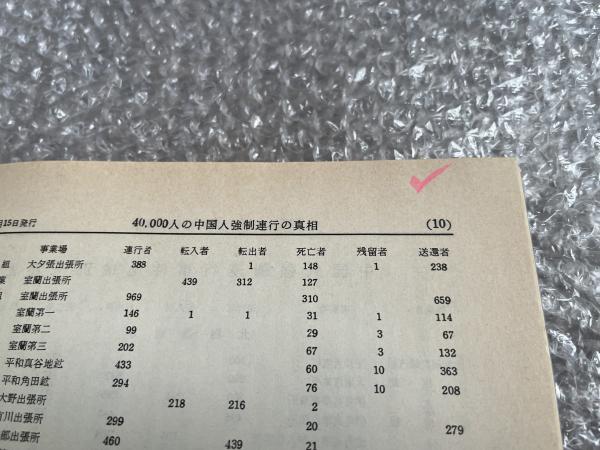 月15日発行 40,000人の中国人強制連行の真相 (10)
事業場 連行者 転入者 転出者 死亡者 残留者 送還者
組 大夕張出張所 388 1 148 1 238
業 室蘭出張所 439 312 127
組 室蘭出張所 969 310 659
室蘭第一 146 1 1 31 1 114
室蘭第二 99 29 3 67
室蘭第三 202 67 3 132
平和真谷地鉱 433 60 10 363
平和角田鉱 294 76 10 208
大野出張所 218 216 2
川出張所 299 20 279
部出張所 460 439 21